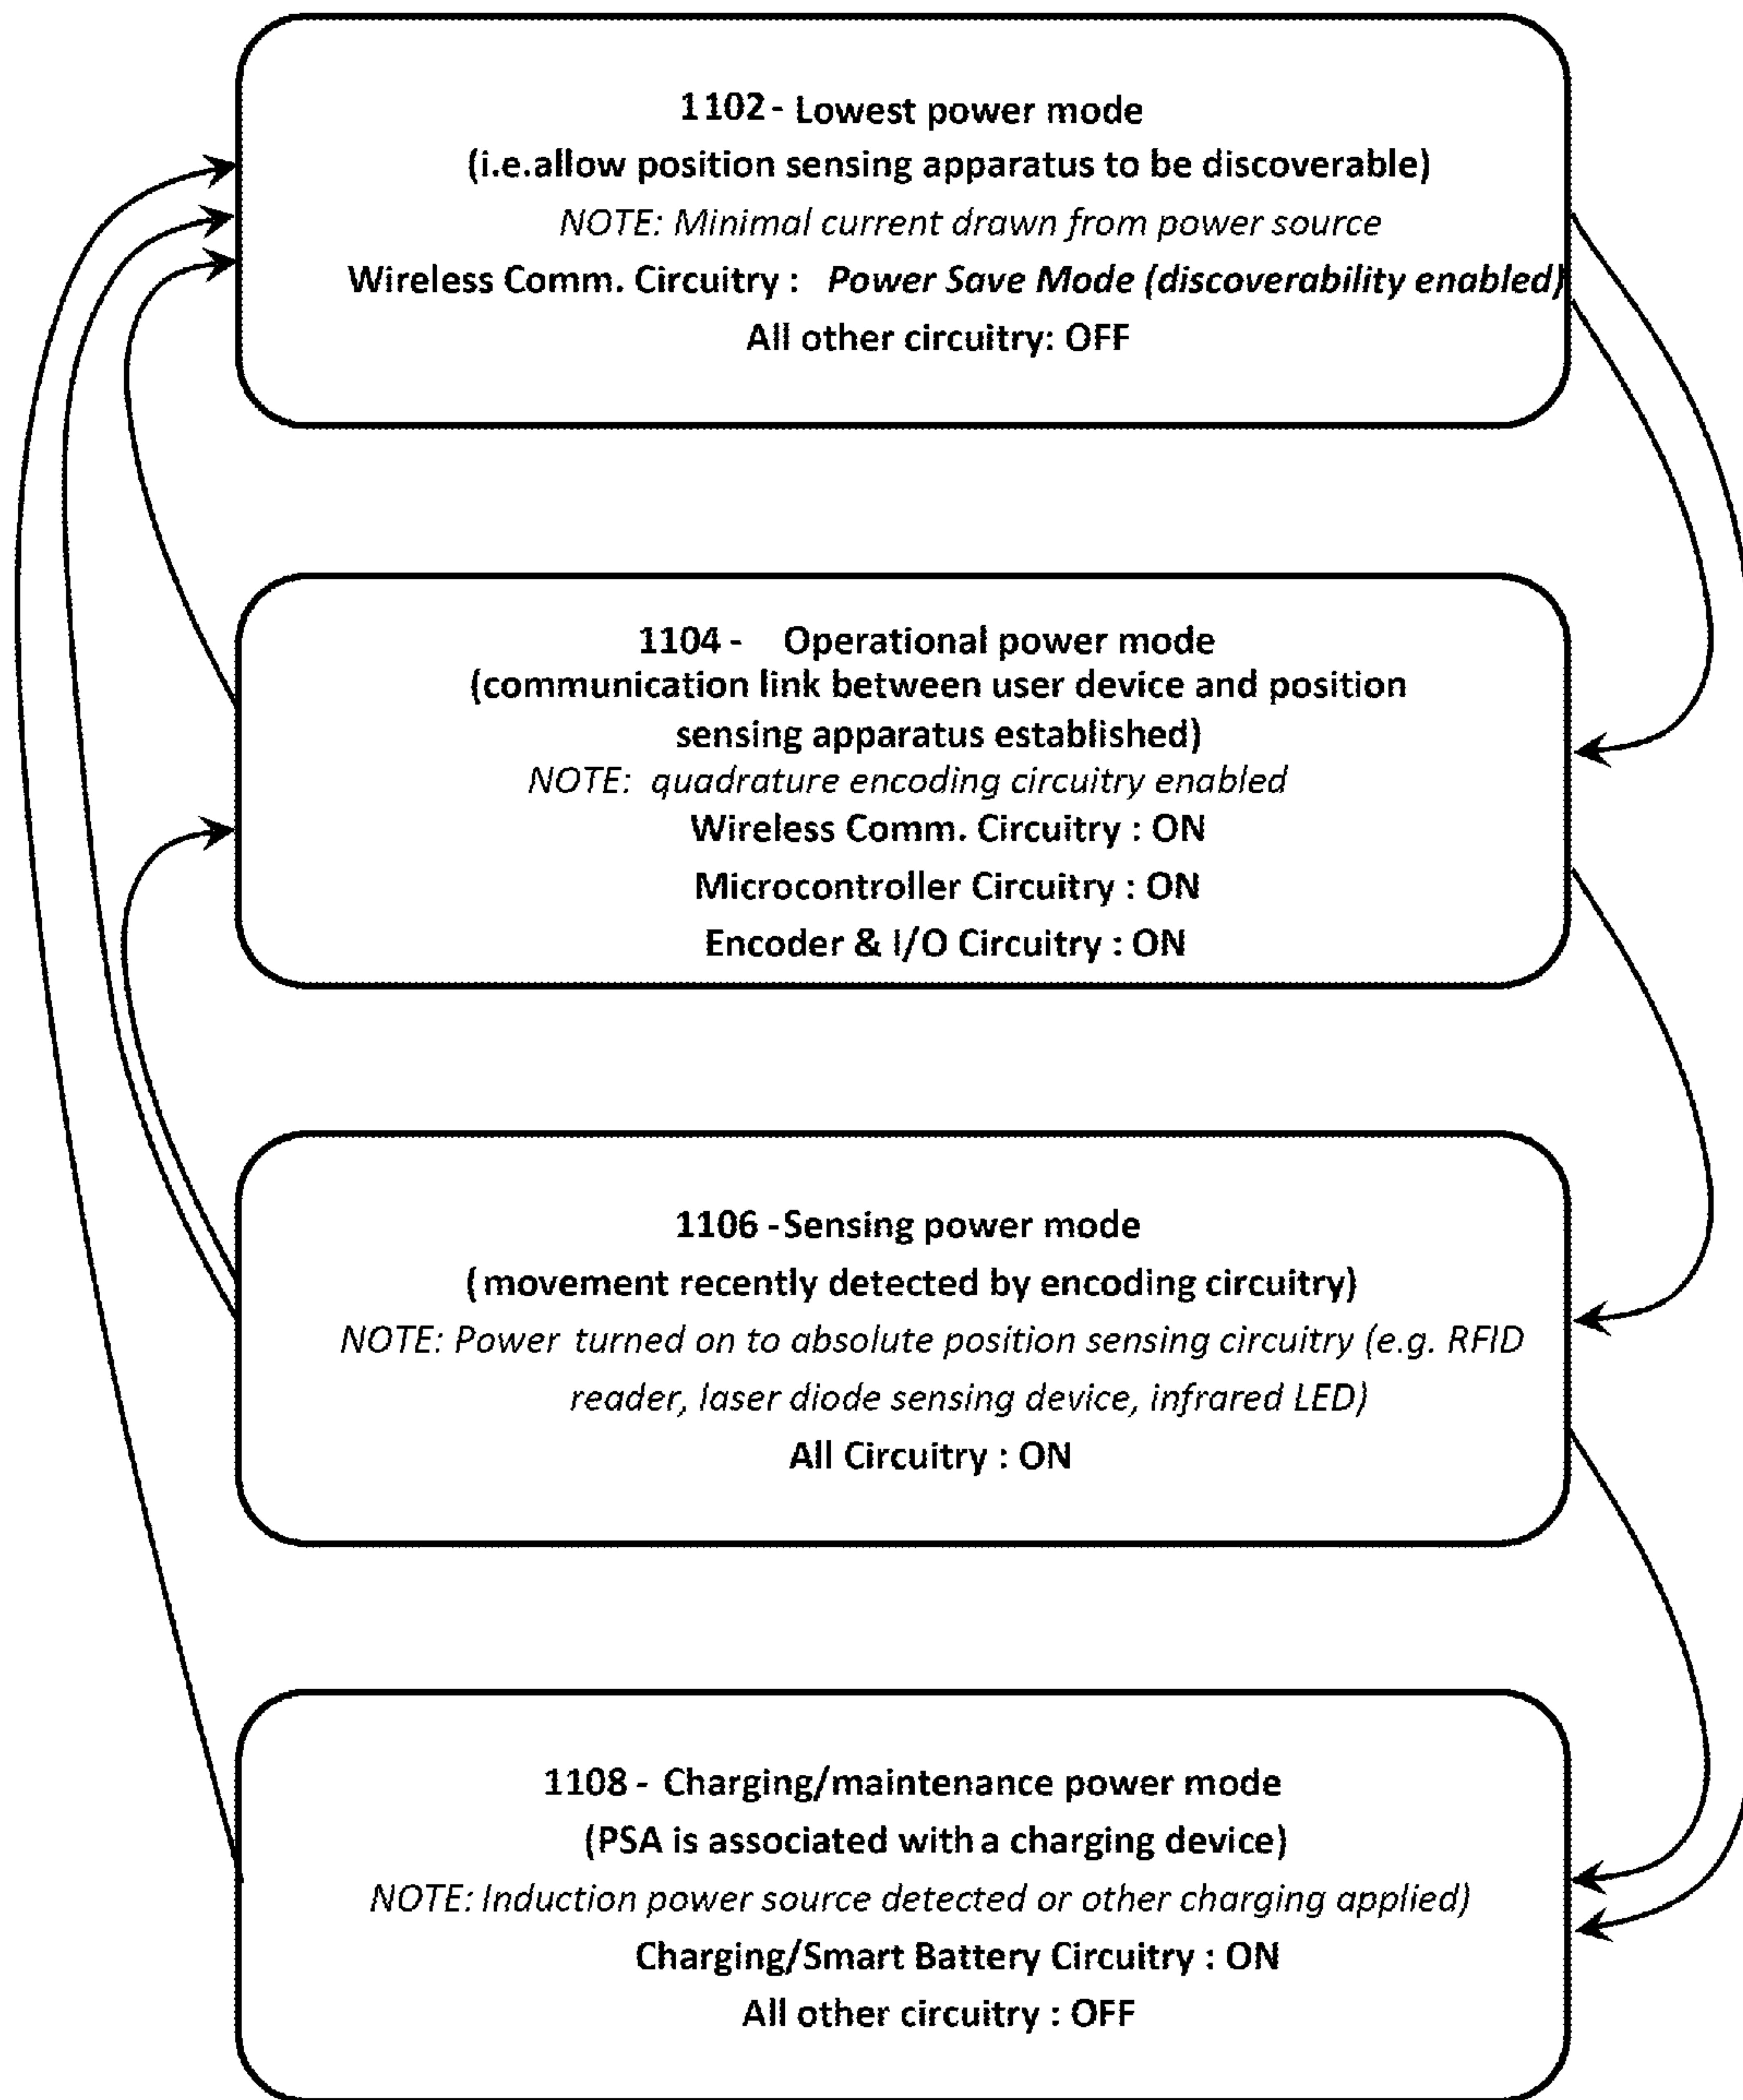 1102 - Lowest power mode
(i.e.allow position sensing apparatus to be discoverable)
NOTE: Minimal current drawn from power source
Wireless Comm. Circuitry : Power Save Mode (discoverability enabled)
All other circuitry: OFF
1104 - Operational power mode
(communication link between user device and position
sensing apparatus established)
NOTE: quadrature encoding circuitry enabled
Wireless Comm. Circuitry : ON
Microcontroller Circuitry : ON
Encoder & I/O Circuitry : ON
1106 - Sensing power mode
(movement recently detected by encoding circuitry)
NOTE: Power turned on to absolute position sensing circuitry (e.g. RFID
reader, laser diode sensing device, infrared LED)
All Circuitry : ON
1108 - Charging/maintenance power mode
(PSA is associated with a charging device)
NOTE: Induction power source detected or other charging applied)
Charging/Smart Battery Circuitry : ON
All other circuitry : OFF